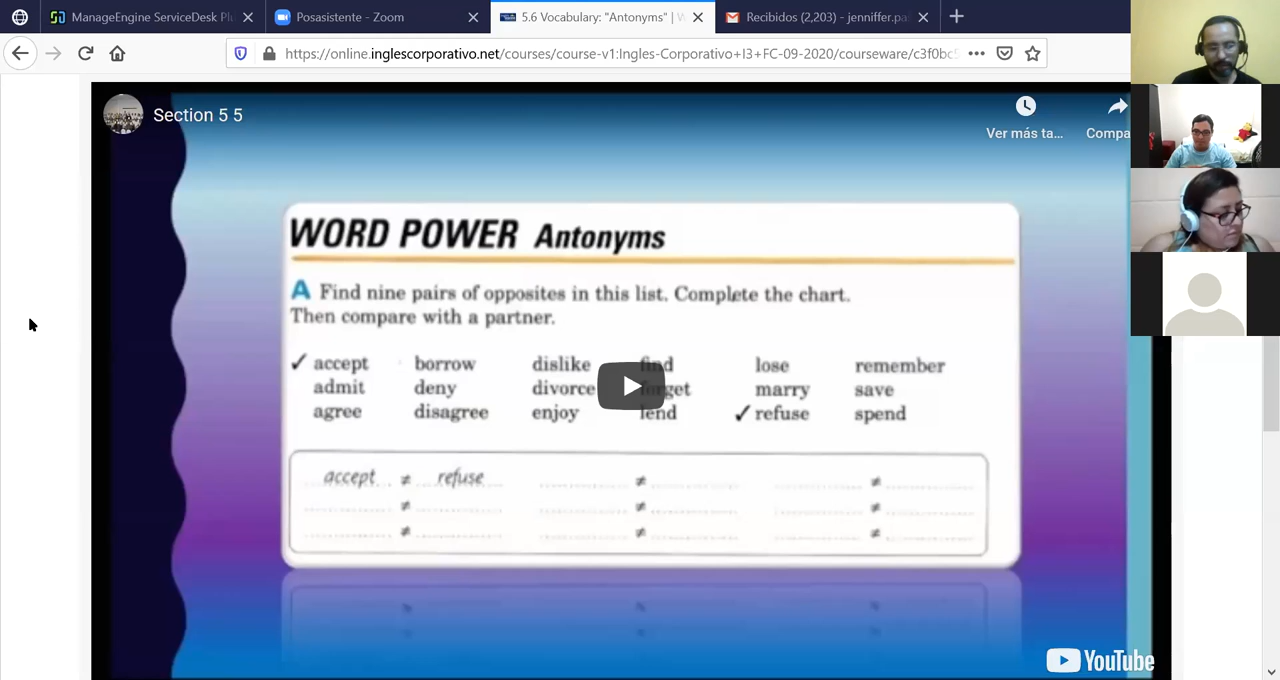 ManageEngine ServiceDesk Plu
Posasistente - Zoom
5.6 Vocabulary: "Antonyms" | W
Recibidos (2,203) - jenniffer.pa
https://online.inglescorporativo.net/courses/course-v1:Ingles-Corporativo+I3+FC-09-2020/courseware/c3f0bc5
Section 5 5
Ver más ta...
Compa
WORD POWER Antonyms
A Find nine pairs of opposites in this list. Complete the chart.
Then compare with a partner.
✓ accept borrow dislike find lose remember
admit deny divorce forget marry save
agree disagree enjoy lend ✓ refuse spend
accept ≠ refuse ≠ ≠
≠ ≠ ≠
≠ ≠ ≠
YouTube